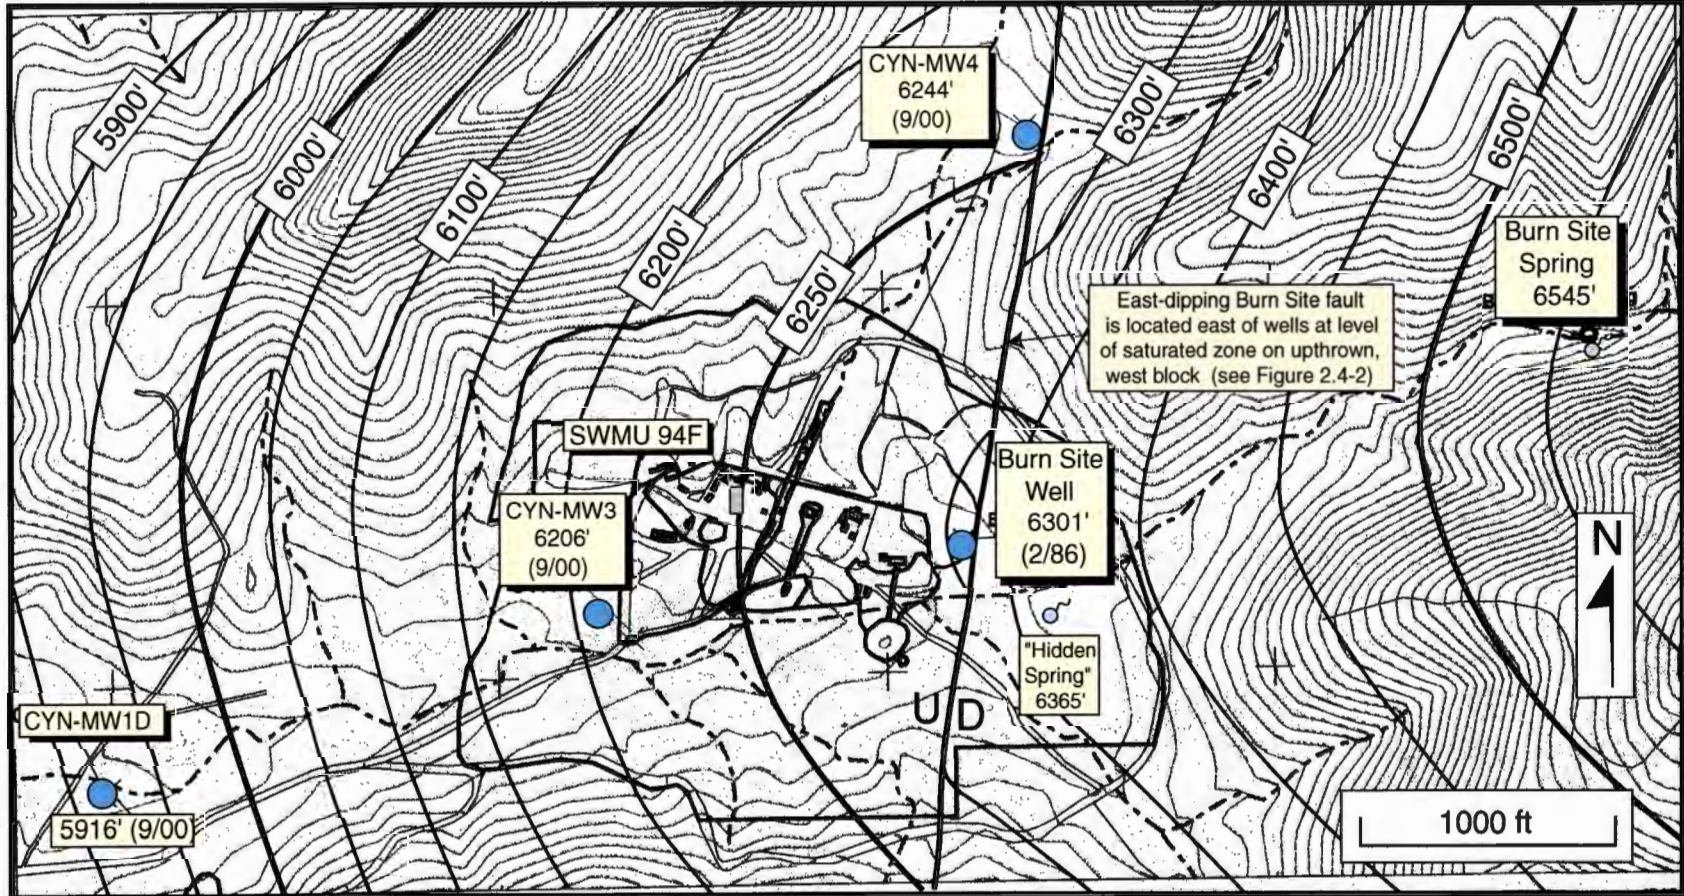 CYN-MW4
6244'
(9/00)
5900'
6000'
6100'
6200'
6250'
6300'
6400'
6500'
Burn Site
Spring
6545'
East-dipping Burn Site fault
is located east of wells at level
of saturated zone on upthrown,
west block (see Figure 2.4-2)
SWMU 94F
CYN-MW3
6206'
(9/00)
Burn Site
Well
6301'
(2/86)
"Hidden
Spring"
6365'
N
U D
CYN-MW1D
5916' (9/00)
1000 ft